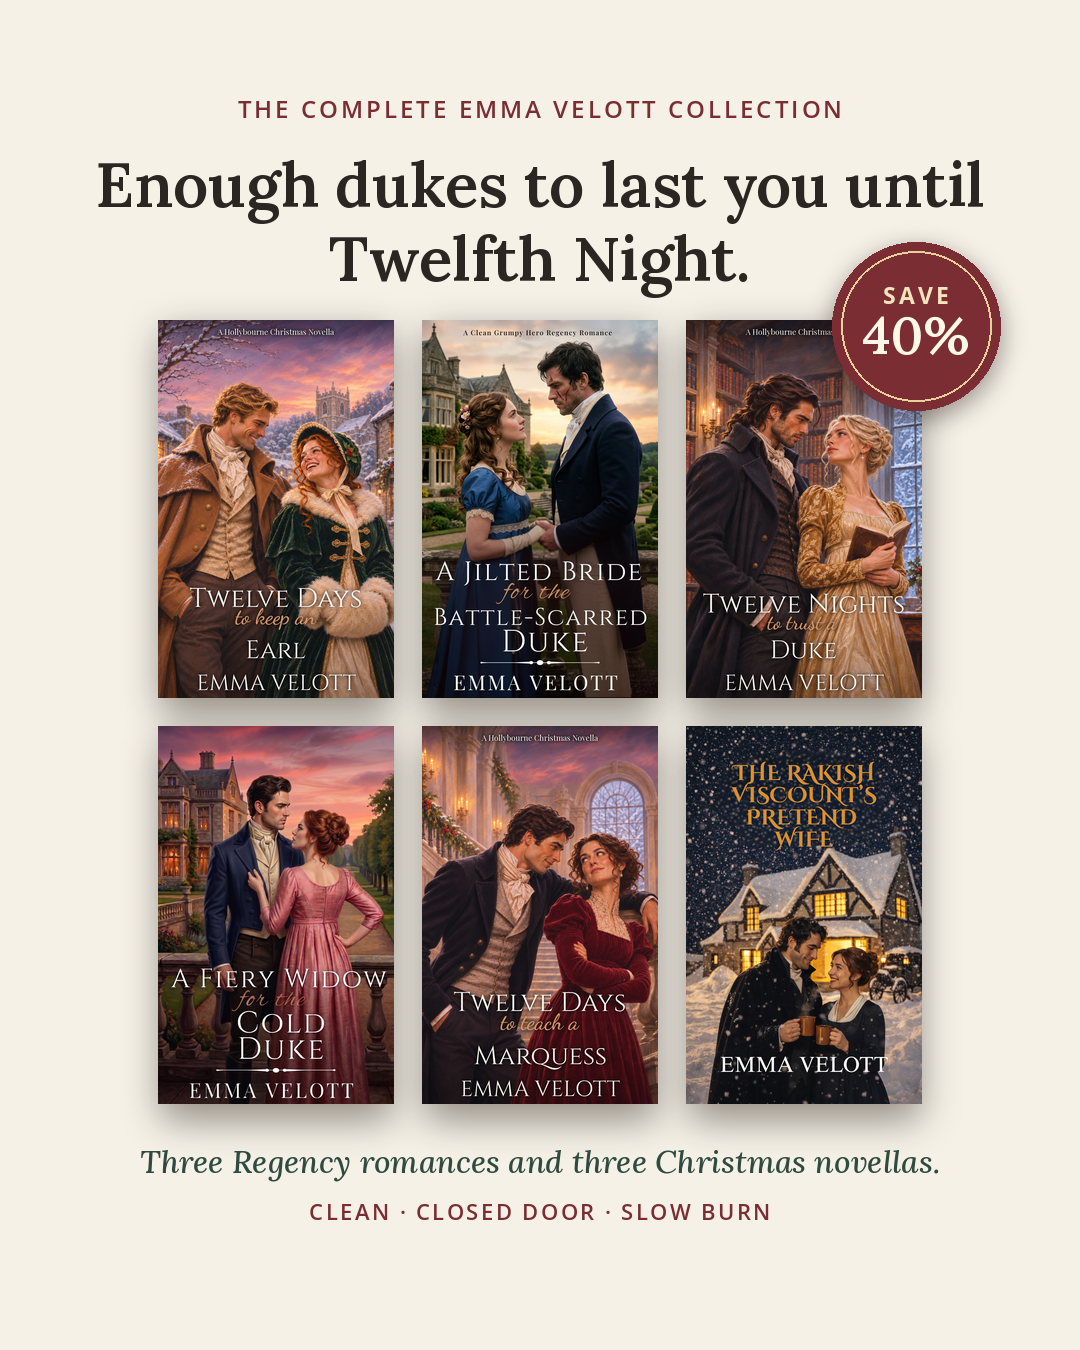 THE COMPLETE EMMA VELOTT COLLECTION
Enough dukes to last you until
Twelfth Night.
SAVE
40%
A Hollybourne Christmas Novella
TWELVE DAYS
to keep an
EARL
EMMA VELOTT
A Clean Grumpy Hero Regency Romance
A JILTED BRIDE
for the
BATTLE-SCARRED
DUKE
EMMA VELOTT
A Hollybourne Christmas
TWELVE NIGHTS
to trust a
DUKE
EMMA VELOTT
A FIERY WIDOW
for the
COLD
DUKE
EMMA VELOTT
A Hollybourne Christmas Novella
TWELVE DAYS
to teach a
MARQUESS
EMMA VELOTT
THE RAKISH
VISCOUNT'S
PRETEND
WIFE
EMMA VELOTT
Three Regency romances and three Christmas novellas.
CLEAN · CLOSED DOOR · SLOW BURN